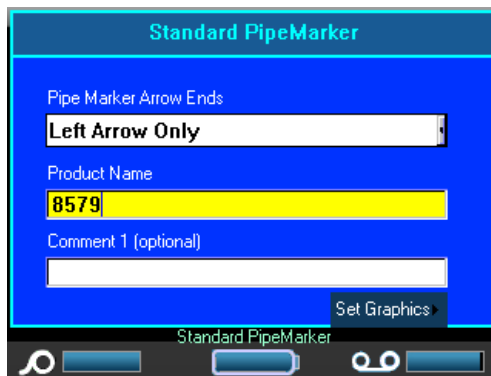 Standard PipeMarker
Pipe Marker Arrow Ends
Left Arrow Only
Product Name
8579
Comment 1 (optional)
Set Graphics
Standard PipeMarker